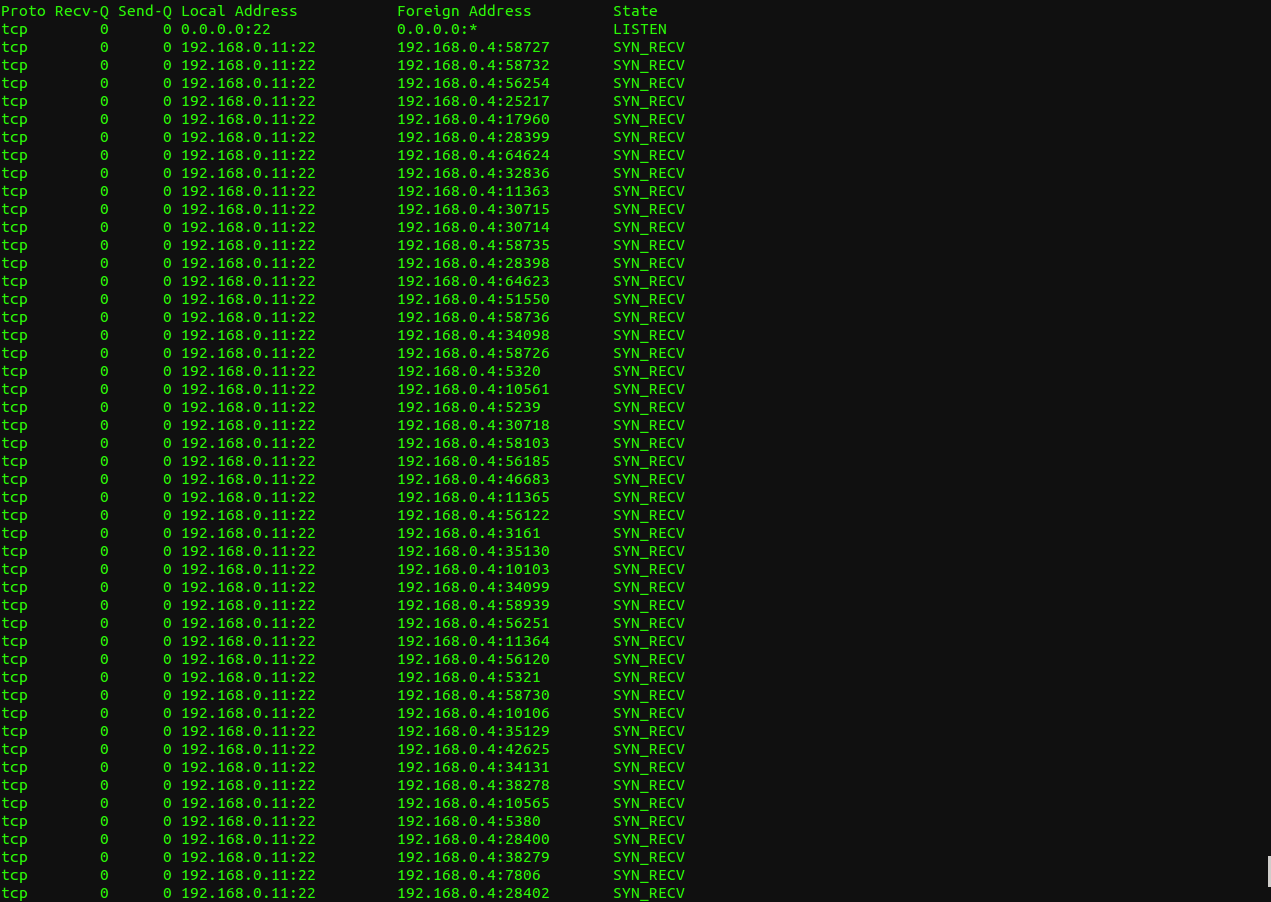 Proto Recv-Q Send-Q Local Address           Foreign Address         State
tcp        0      0 0.0.0.0:22              0.0.0.0:*               LISTEN
tcp        0      0 192.168.0.11:22         192.168.0.4:58727       SYN_RECV
tcp        0      0 192.168.0.11:22         192.168.0.4:58732       SYN_RECV
tcp        0      0 192.168.0.11:22         192.168.0.4:56254       SYN_RECV
tcp        0      0 192.168.0.11:22         192.168.0.4:25217       SYN_RECV
tcp        0      0 192.168.0.11:22         192.168.0.4:17960       SYN_RECV
tcp        0      0 192.168.0.11:22         192.168.0.4:28399       SYN_RECV
tcp        0      0 192.168.0.11:22         192.168.0.4:64624       SYN_RECV
tcp        0      0 192.168.0.11:22         192.168.0.4:32836       SYN_RECV
tcp        0      0 192.168.0.11:22         192.168.0.4:11363       SYN_RECV
tcp        0      0 192.168.0.11:22         192.168.0.4:30715       SYN_RECV
tcp        0      0 192.168.0.11:22         192.168.0.4:30714       SYN_RECV
tcp        0      0 192.168.0.11:22         192.168.0.4:58735       SYN_RECV
tcp        0      0 192.168.0.11:22         192.168.0.4:28398       SYN_RECV
tcp        0      0 192.168.0.11:22         192.168.0.4:64623       SYN_RECV
tcp        0      0 192.168.0.11:22         192.168.0.4:51550       SYN_RECV
tcp        0      0 192.168.0.11:22         192.168.0.4:58736       SYN_RECV
tcp        0      0 192.168.0.11:22         192.168.0.4:34098       SYN_RECV
tcp        0      0 192.168.0.11:22         192.168.0.4:58726       SYN_RECV
tcp        0      0 192.168.0.11:22         192.168.0.4:5320        SYN_RECV
tcp        0      0 192.168.0.11:22         192.168.0.4:10561       SYN_RECV
tcp        0      0 192.168.0.11:22         192.168.0.4:5239        SYN_RECV
tcp        0      0 192.168.0.11:22         192.168.0.4:30718       SYN_RECV
tcp        0      0 192.168.0.11:22         192.168.0.4:58103       SYN_RECV
tcp        0      0 192.168.0.11:22         192.168.0.4:56185       SYN_RECV
tcp        0      0 192.168.0.11:22         192.168.0.4:46683       SYN_RECV
tcp        0      0 192.168.0.11:22         192.168.0.4:11365       SYN_RECV
tcp        0      0 192.168.0.11:22         192.168.0.4:56122       SYN_RECV
tcp        0      0 192.168.0.11:22         192.168.0.4:3161        SYN_RECV
tcp        0      0 192.168.0.11:22         192.168.0.4:35130       SYN_RECV
tcp        0      0 192.168.0.11:22         192.168.0.4:10103       SYN_RECV
tcp        0      0 192.168.0.11:22         192.168.0.4:34099       SYN_RECV
tcp        0      0 192.168.0.11:22         192.168.0.4:58939       SYN_RECV
tcp        0      0 192.168.0.11:22         192.168.0.4:56251       SYN_RECV
tcp        0      0 192.168.0.11:22         192.168.0.4:11364       SYN_RECV
tcp        0      0 192.168.0.11:22         192.168.0.4:56120       SYN_RECV
tcp        0      0 192.168.0.11:22         192.168.0.4:5321        SYN_RECV
tcp        0      0 192.168.0.11:22         192.168.0.4:58730       SYN_RECV
tcp        0      0 192.168.0.11:22         192.168.0.4:10106       SYN_RECV
tcp        0      0 192.168.0.11:22         192.168.0.4:35129       SYN_RECV
tcp        0      0 192.168.0.11:22         192.168.0.4:42625       SYN_RECV
tcp        0      0 192.168.0.11:22         192.168.0.4:34131       SYN_RECV
tcp        0      0 192.168.0.11:22         192.168.0.4:38278       SYN_RECV
tcp        0      0 192.168.0.11:22         192.168.0.4:10565       SYN_RECV
tcp        0      0 192.168.0.11:22         192.168.0.4:5380        SYN_RECV
tcp        0      0 192.168.0.11:22         192.168.0.4:28400       SYN_RECV
tcp        0      0 192.168.0.11:22         192.168.0.4:38279       SYN_RECV
tcp        0      0 192.168.0.11:22         192.168.0.4:7806        SYN_RECV
tcp        0      0 192.168.0.11:22         192.168.0.4:28402       SYN_RECV